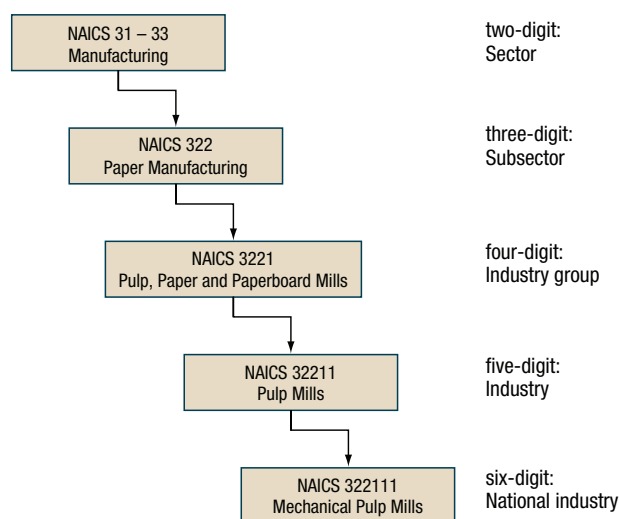 NAICS 31 – 33
Manufacturing
two-digit:
Sector
NAICS 322
Paper Manufacturing
three-digit:
Subsector
NAICS 3221
Pulp, Paper and Paperboard Mills
four-digit:
Industry group
NAICS 32211
Pulp Mills
five-digit:
Industry
NAICS 322111
Mechanical Pulp Mills
six-digit:
National industry